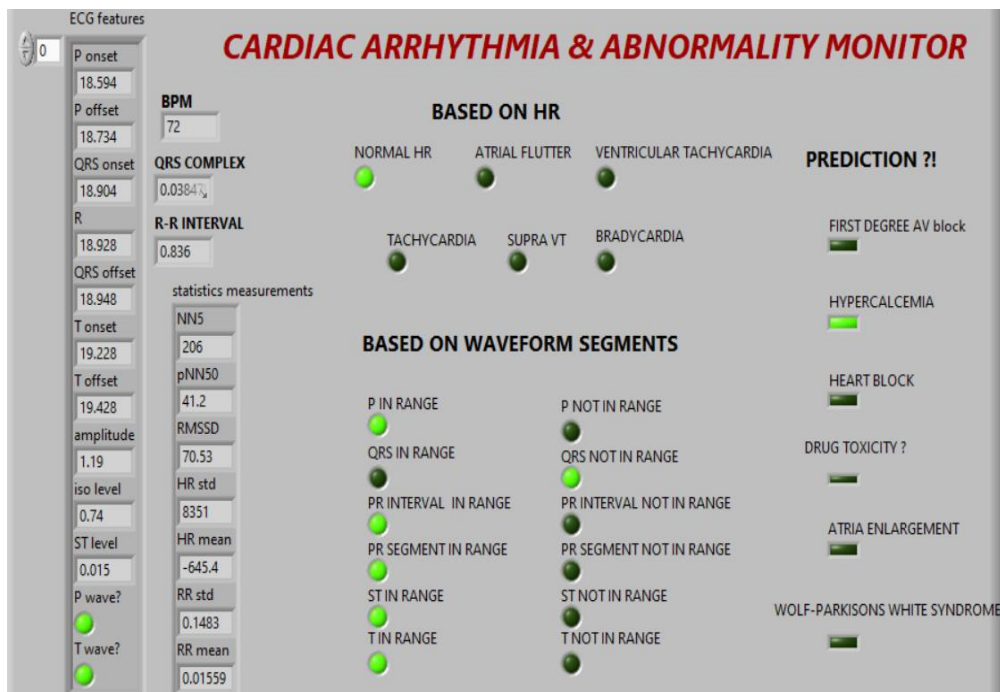 ECG features
0
P onset
18.594
P offset
18.734
QRS onset
18.904
R
18.928
QRS offset
18.948
T onset
19.228
T offset
19.428
amplitude
1.19
iso level
0.74
ST level
0.015
P wave?
T wave?
BPM
72
QRS COMPLEX
R-R INTERVAL
0.836
statistics measurements
NN5
206
pNN50
41.2
RMSSD
70.53
HR std
8351
HR mean
-645.4
RR std
0.1483
RR mean
0.01559
CARDIAC ARRHYTHMIA & ABNORMALITY MONITOR
BASED ON HR
NORMAL HR ATRIAL FLUTTER VENTRICULAR TACHYCARDIA
TACHYCARDIA SUPRA VT BRADYCARDIA
BASED ON WAVEFORM SEGMENTS
P IN RANGE P NOT IN RANGE
QRS IN RANGE QRS NOT IN RANGE
PR INTERVAL IN RANGE PR INTERVAL NOT IN RANGE
PR SEGMENT IN RANGE PR SEGMENT NOT IN RANGE
ST IN RANGE ST NOT IN RANGE
T IN RANGE T NOT IN RANGE
PREDICTION ?!
FIRST DEGREE AV block
HYPERCALCEMIA
HEART BLOCK
DRUG TOXICITY ?
ATRIA ENLARGEMENT
WOLF-PARKISONS WHITE SYNDROME